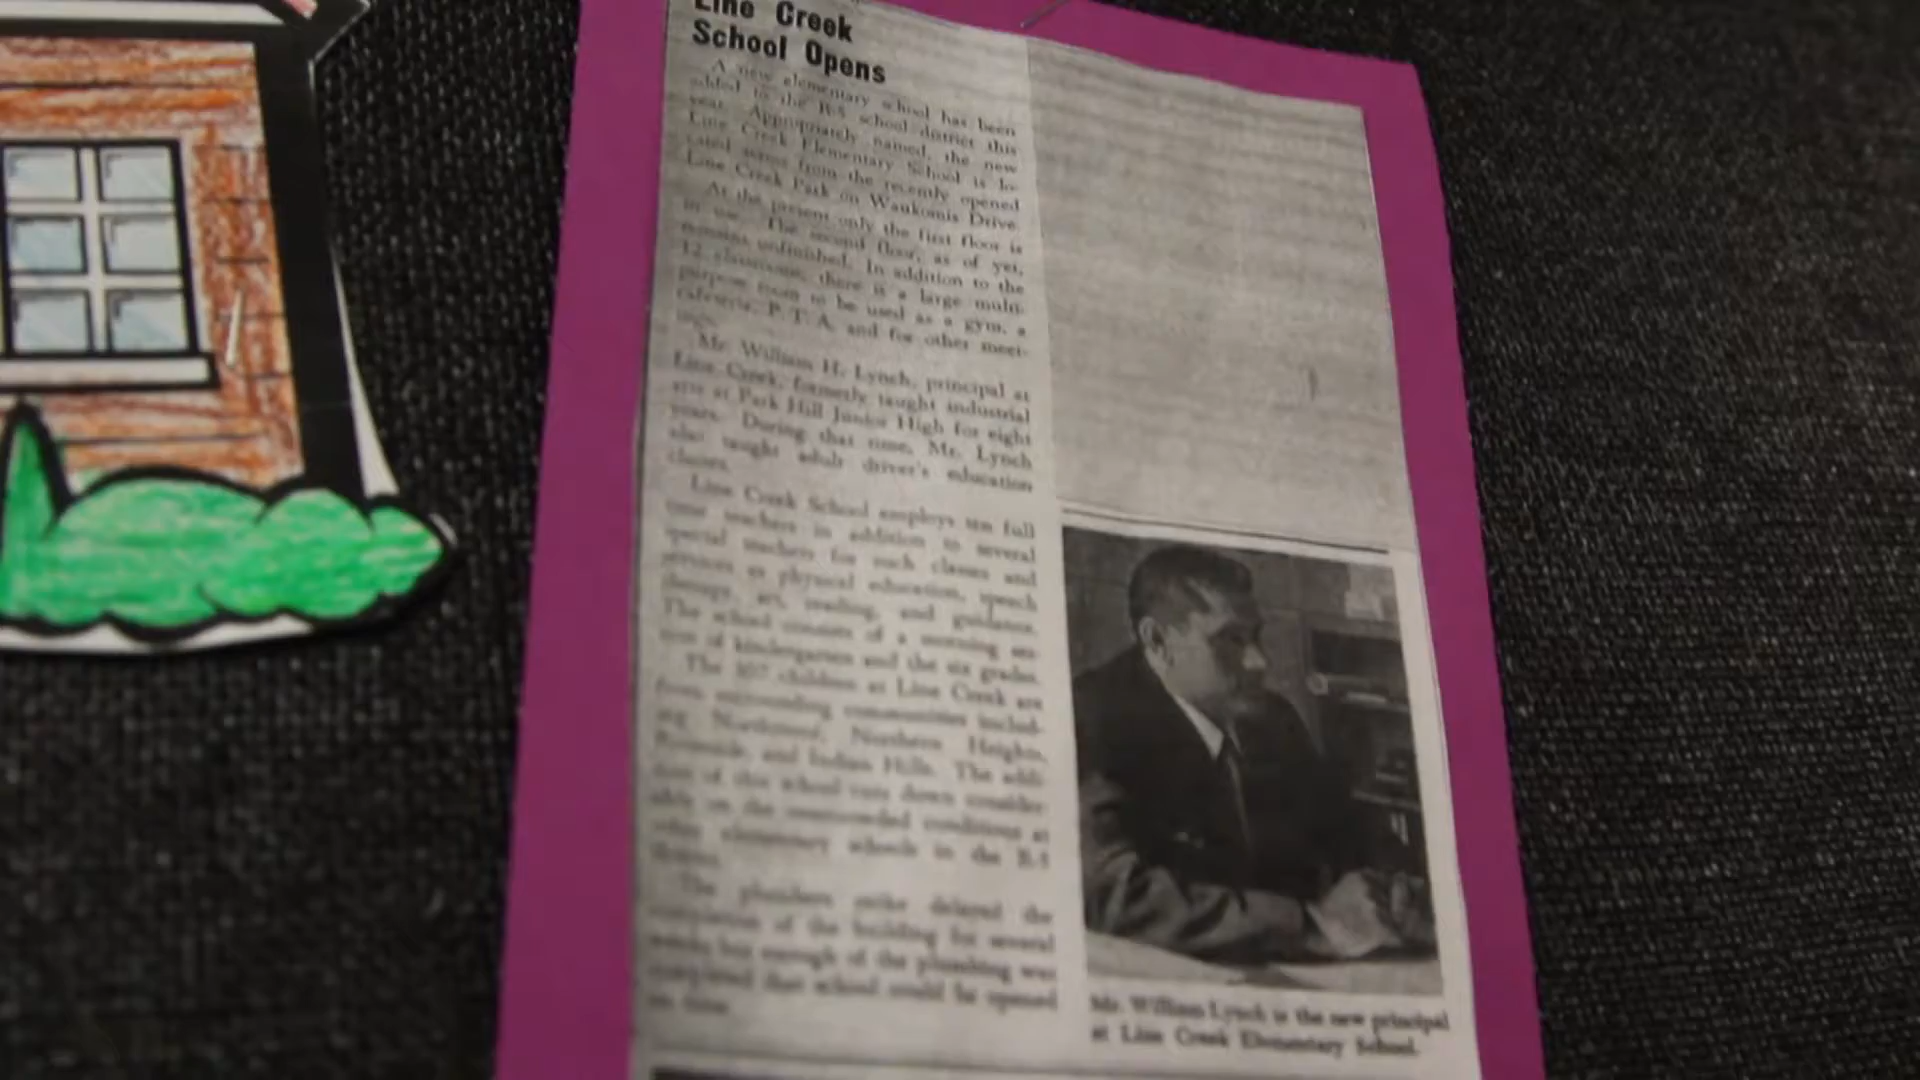 Line Creek
School Opens
A new elementary school has been
added to the R-5 school district this
year. Appropriately named, the new
Line Creek Elementary School is lo-
cated across from the recently opened
Line Creek Park on Waukomis Drive.
At the present only the first floor is
in use. The second floor, as of yet,
remains unfinished. In addition to the
12 classrooms, there is a large multi-
purpose room to be used as a gym, a
cafeteria, P. T. A. and for other meet-
ings.
Mr. William H. Lynch, principal at
Line Creek, formerly taught industrial
arts at Park Hill Junior High for eight
years. During that time, Mr. Lynch
also taught adult driver's education
classes.
Line Creek School employs ten full
time teachers in addition to several
special teachers for such classes and
services as physical education, speech
therapy, art, reading, and guidance.
The school consists of a morning ses-
sion of kindergarten and the six grades.
The children at Line Creek are
from surrounding communities includ-
ing Northmoor, Northern Heights,
Riverside, and Indian Hills. The addi-
tion of this school cuts down consider-
ably on the overcrowded conditions at
other elementary schools in the R-5
district.
The plumbers strike delayed the
completion of the building for several
weeks but enough of the plumbing was
completed that school could be opened
on time.
Mr. William Lynch is the new principal
at Line Creek Elementary School.